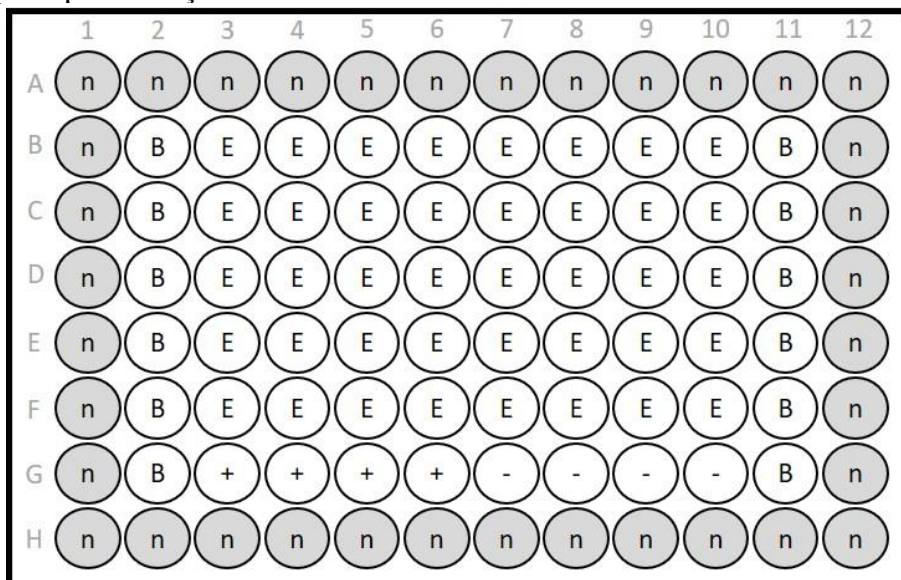 1 2 3 4 5 6 7 8 9 10 11 12
A n n n n n n n n n n n n
B n B E E E E E E E E B n
C n B E E E E E E E E B n
D n B E E E E E E E E B n
E n B E E E E E E E E B n
F n B E E E E E E E E B n
G n B + + + + - - - - B n
H n n n n n n n n n n n n